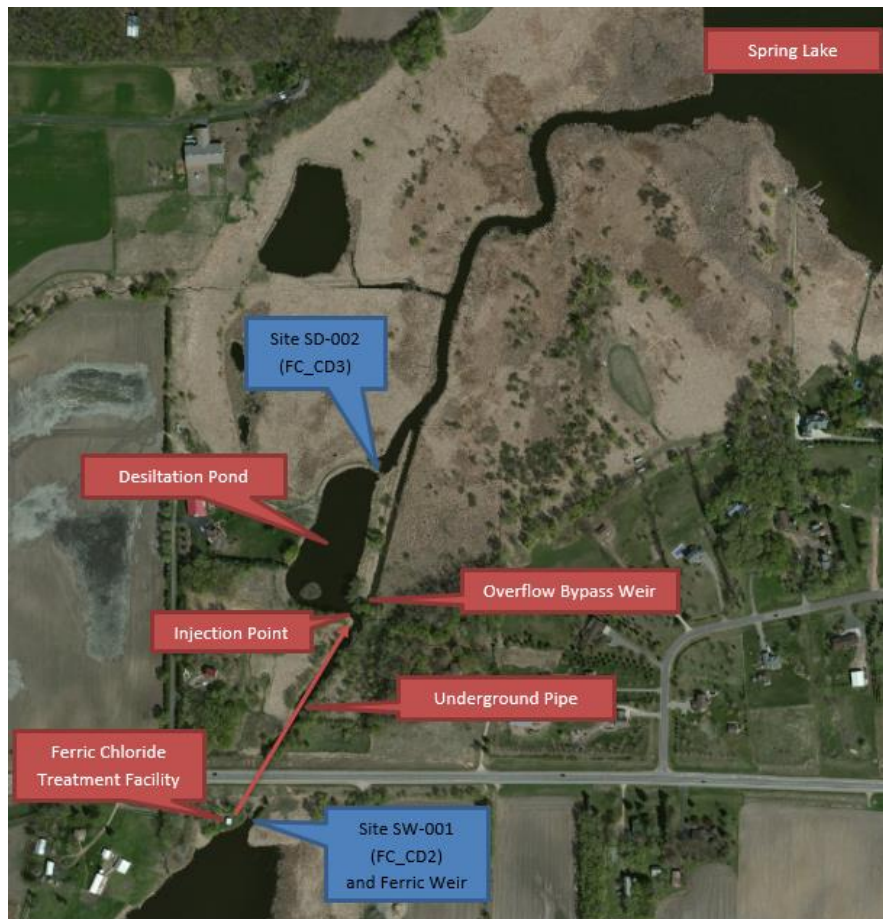 Spring Lake
Site SD-002
(FC_CD3)
Desiltation Pond
Overflow Bypass Weir
Injection Point
Underground Pipe
Ferric Chloride
Treatment Facility
Site SW-001
(FC_CD2)
and Ferric Weir